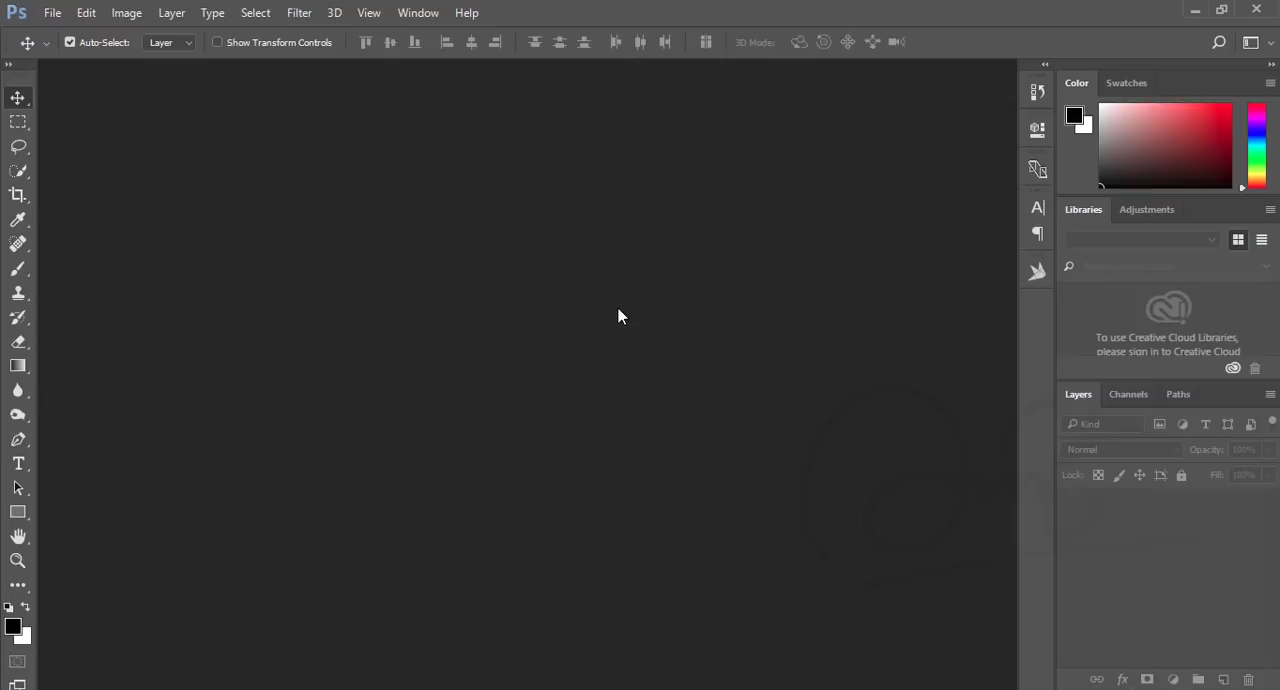 Ps File Edit Image Layer Type Select Filter 3D View Window Help
Auto-Select: Layer Show Transform Controls 3D Mode:
Color Swatches
Libraries Adjustments
To use Creative Cloud Libraries,
please sign in to Creative Cloud
Layers Channels Paths
Kind
Normal Opacity: 100%
Lock: Fill: 100%